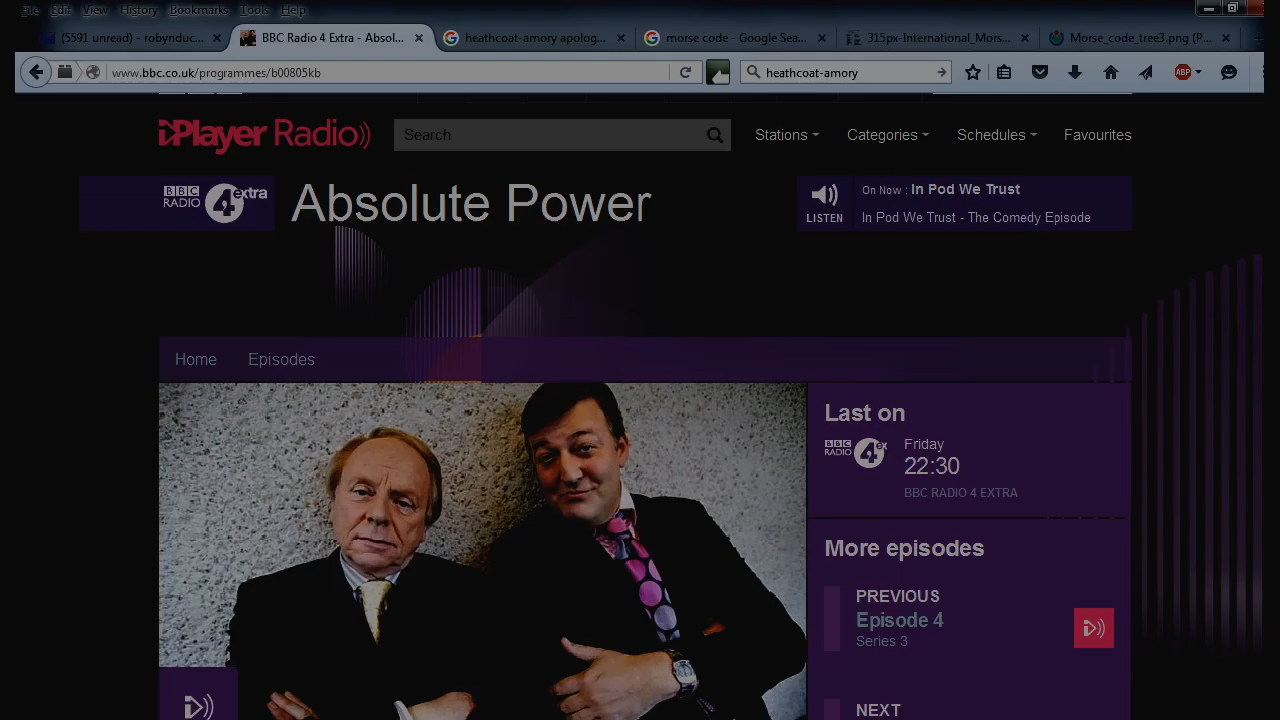 File Edit View History Bookmarks Tools Help
(5591 unread) - robynduc... × BBC Radio 4 Extra - Absol... × heathcoat-amory apolog... × morse code - Google Sea... × 315px-International_Mors... × Morse_code_tree3.png (P... ×
www.bbc.co.uk/programmes/b00805kb heathcoat-amory ABP
iPlayer Radio Search Stations Categories Schedules Favourites
BBC RADIO 4 extra Absolute Power LISTEN On Now : In Pod We Trust
In Pod We Trust - The Comedy Episode
Home Episodes
Last on
BBC RADIO 4 ex Friday
22:30
BBC RADIO 4 EXTRA
More episodes
PREVIOUS
Episode 4
Series 3
NEXT